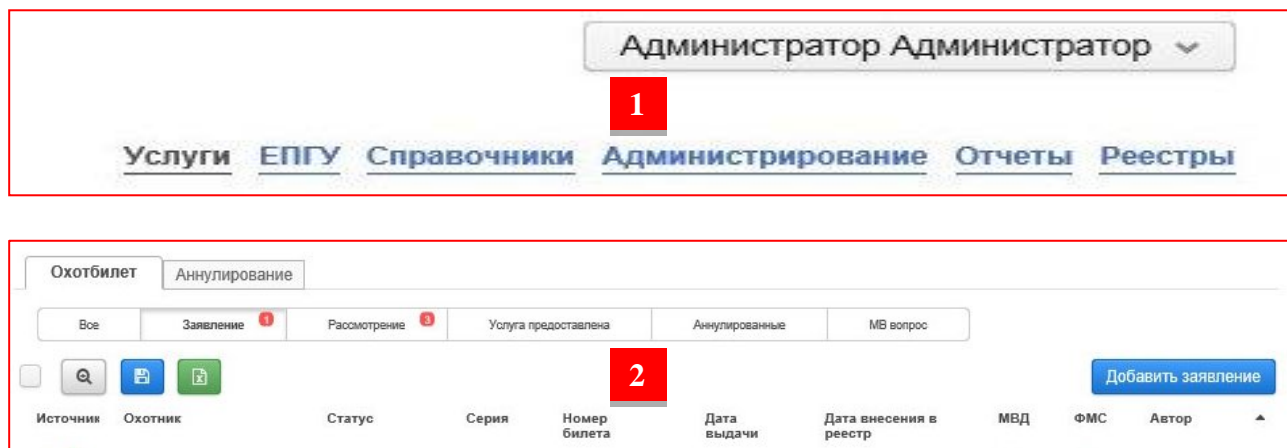 Администратор Администратор
1
Услуги ЕПГУ Справочники Администрирование Отчеты Реестры
Охотбилет Аннулирование
Все Заявление 1 Рассмотрение 3 Услуга предоставлена Аннулированные МВ вопрос
2
Добавить заявление
Источник Охотник Статус Серия Номер билета Дата выдачи Дата внесения в реестр МВД ФМС Автор